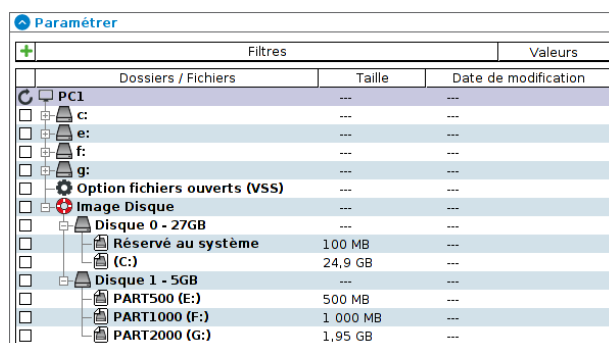 Paramétrer
Filtres Valeurs
Dossiers / Fichiers Taille Date de modification
PC1 --- ---
c: --- ---
e: --- ---
f: --- ---
g: --- ---
Option fichiers ouverts (VSS) --- ---
Image Disque --- ---
Disque 0 - 27GB --- ---
Réservé au système 100 MB ---
(C:) 24,9 GB ---
Disque 1 - 5GB --- ---
PART500 (E:) 500 MB ---
PART1000 (F:) 1 000 MB ---
PART2000 (G:) 1,95 GB ---